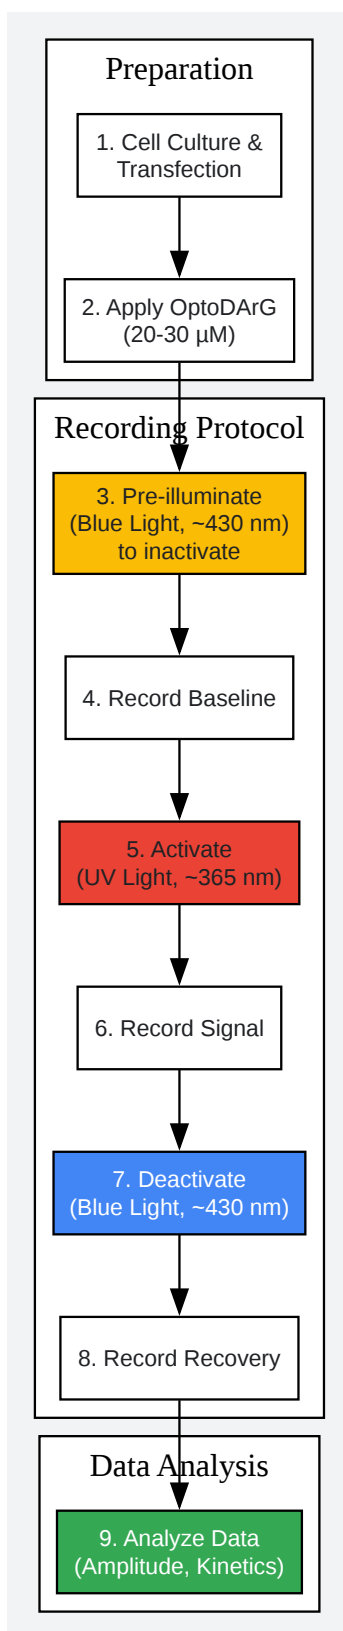 Preparation
1. Cell Culture &
Transfection
2. Apply OptoDArG
(20-30 µM)
Recording Protocol
3. Pre-illuminate
(Blue Light, ~430 nm)
to inactivate
4. Record Baseline
5. Activate
(UV Light, ~365 nm)
6. Record Signal
7. Deactivate
(Blue Light, ~430 nm)
8. Record Recovery
Data Analysis
9. Analyze Data
(Amplitude, Kinetics)